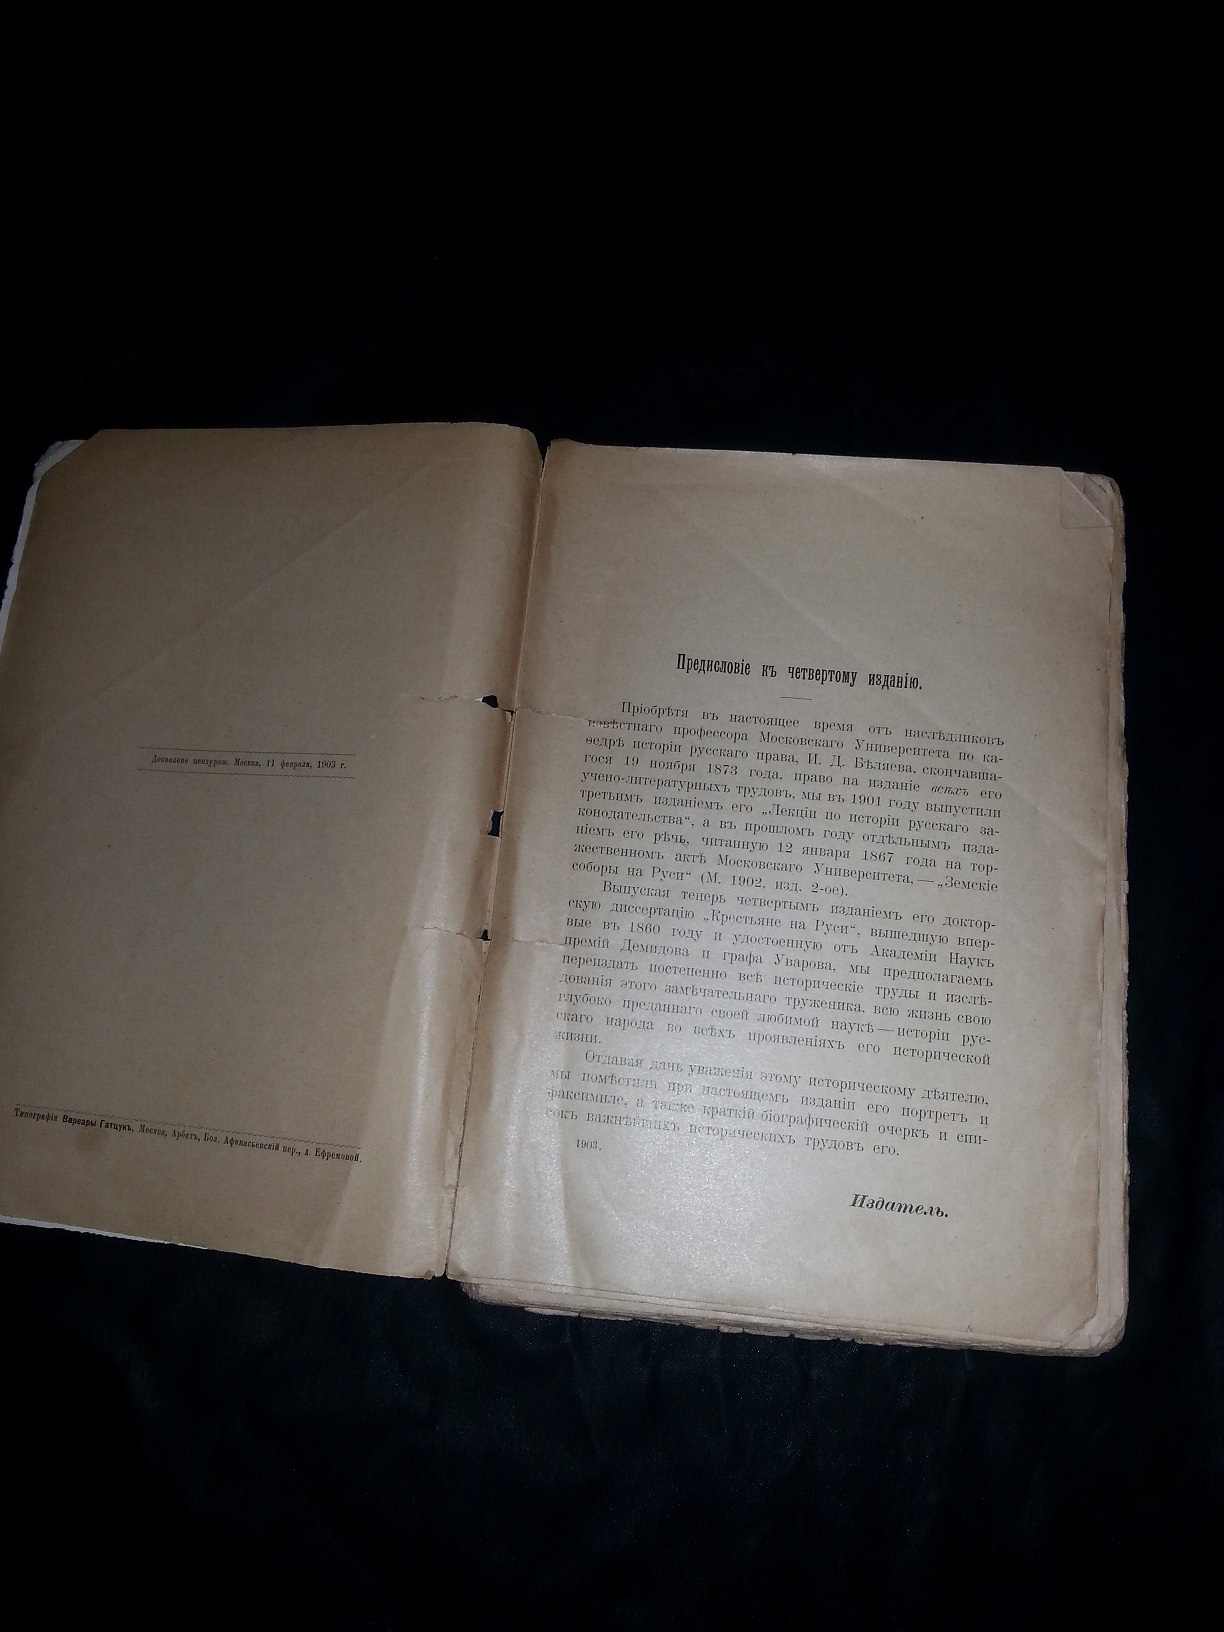 Дозволено цензурою. Москва, 11 февраля, 1903 г.
Типографія Варвары Гатцукъ, Москва, Арбатъ, Бол. Афанасьевскій пер., д. Ефремовой.
Предисловіе къ четвертому изданію.
Пріобрѣтя въ настоящее время отъ наслѣдниковъ
извѣстнаго профессора Московскаго Университета по ка-
ѳедрѣ исторіи русскаго права, И. Д. Бѣляева, скончавша-
гося 19 ноября 1873 года, право на изданіе всѣхъ его
учено-литературныхъ трудовъ, мы въ 1901 году выпустили
третьимъ изданіемъ его „Лекціи по исторіи русскаго за-
конодательства“, а въ прошломъ году отдѣльнымъ изда-
ніемъ его рѣчь, читанную 12 января 1867 года на тор-
жественномъ актѣ Московскаго Университета,—„Земскіе
соборы на Руси“ (М. 1902, изд. 2-ое).
Выпуская теперь четвертымъ изданіемъ его доктор-
скую диссертацію „Крестьяне на Руси“, вышедшую впер-
вые въ 1860 году и удостоенную отъ Академіи Наукъ
премій Демидова и графа Уварова, мы предполагаемъ
переиздать постепенно всѣ историческіе труды и изслѣ-
дованія этого замѣчательнаго труженика, всю жизнь свою
глубоко преданнаго своей любимой наукѣ—исторіи рус-
скаго народа во всѣхъ проявленіяхъ его исторической
жизни.
Отдавая дань уваженія этому историческому дѣятелю,
мы помѣстили при настоящемъ изданіи его портретъ и
факсимиле, а также краткій біографическій очеркъ и спи-
сокъ важнѣйшихъ историческихъ трудовъ его.
1903.
Издатель.